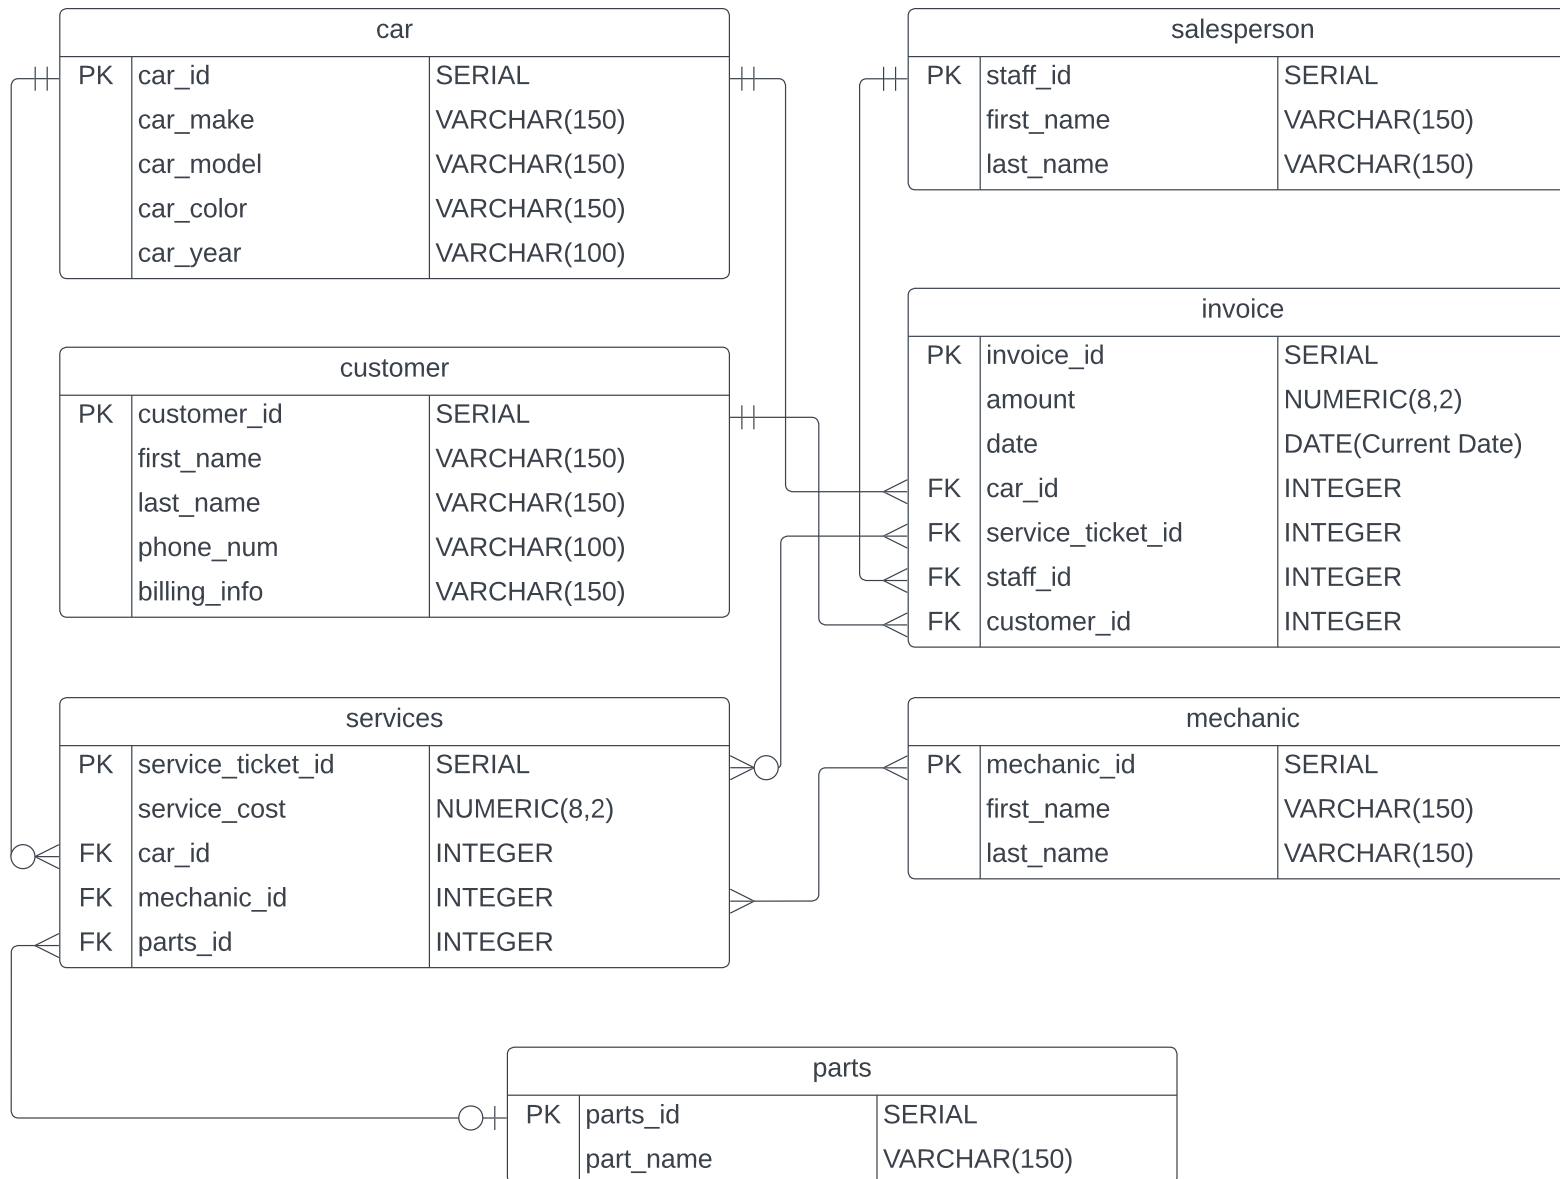 car
PK car_id SERIAL
car_make VARCHAR(150)
car_model VARCHAR(150)
car_color VARCHAR(150)
car_year VARCHAR(100)
salesperson
PK staff_id SERIAL
first_name VARCHAR(150)
last_name VARCHAR(150)
customer
PK customer_id SERIAL
first_name VARCHAR(150)
last_name VARCHAR(150)
phone_num VARCHAR(100)
billing_info VARCHAR(150)
invoice
PK invoice_id SERIAL
amount NUMERIC(8,2)
date DATE(Current Date)
FK car_id INTEGER
FK service_ticket_id INTEGER
FK staff_id INTEGER
FK customer_id INTEGER
services
PK service_ticket_id SERIAL
service_cost NUMERIC(8,2)
FK car_id INTEGER
FK mechanic_id INTEGER
FK parts_id INTEGER
mechanic
PK mechanic_id SERIAL
first_name VARCHAR(150)
last_name VARCHAR(150)
parts
PK parts_id SERIAL
part_name VARCHAR(150)